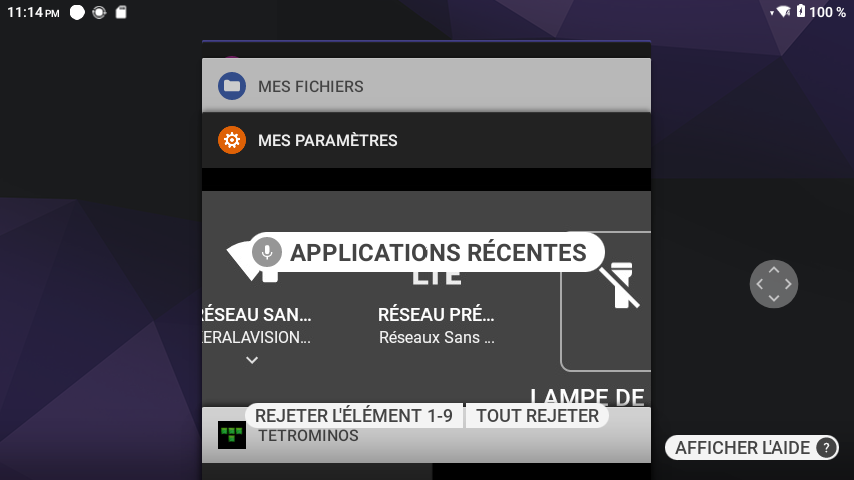 11:14 PM
100 %
MES FICHIERS
MES PARAMÈTRES
APPLICATIONS RÉCENTES
LTE
RÉSEAU SAN...
RÉSEAU PRÉ...
ERALAVISION...
Réseaux Sans ...
LAMPE DE
REJETER L'ÉLÉMENT 1-9
TOUT REJETER
TETROMINOS
AFFICHER L'AIDE ?